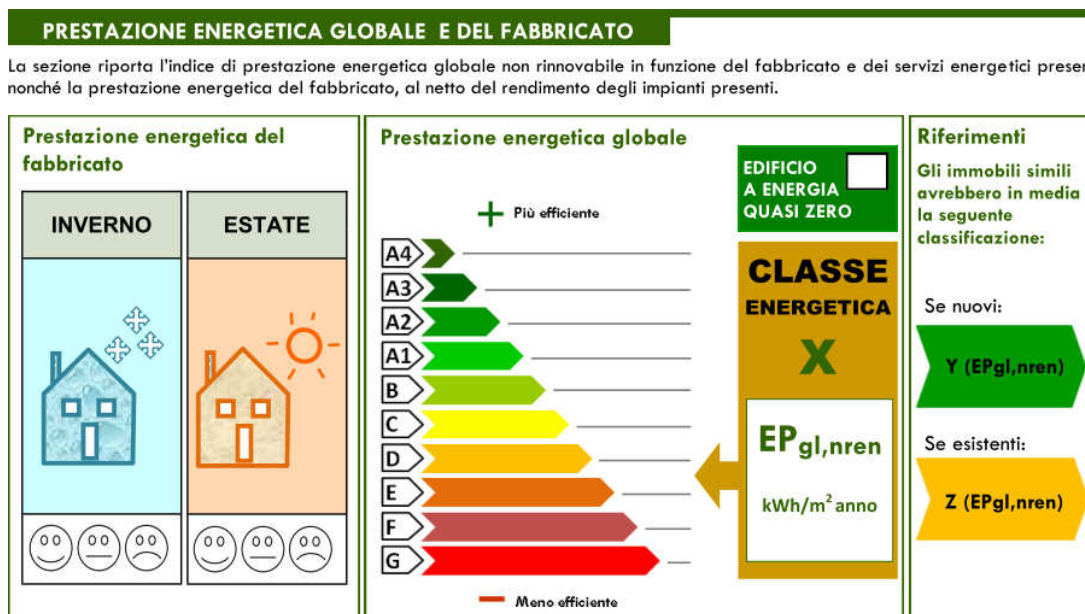 PRESTAZIONE ENERGETICA GLOBALE E DEL FABBRICATO
La sezione riporta l'indice di prestazione energetica globale non rinnovabile in funzione del fabbricato e dei servizi energetici
nonché la prestazione energetica del fabbricato, al netto del rendimento degli impianti presenti.
Prestazione energetica del
fabbricato
INVERNO
ESTATE
Prestazione energetica globale
EDIFICIO
A ENERGIA
QUASI ZERO
+ Più efficiente
A4
A3
A2
A1
B
C
D
E
F
G
— Meno efficiente
CLASSE
ENERGETICA
X
EPgl,nren
kWh/m² anno
Riferimenti
Gli immobili simili
avrebbero in media
la seguente
classificazione:
Se nuovi:
Y (EPgl,nren)
Se esistenti:
Z (EPgl,nren)